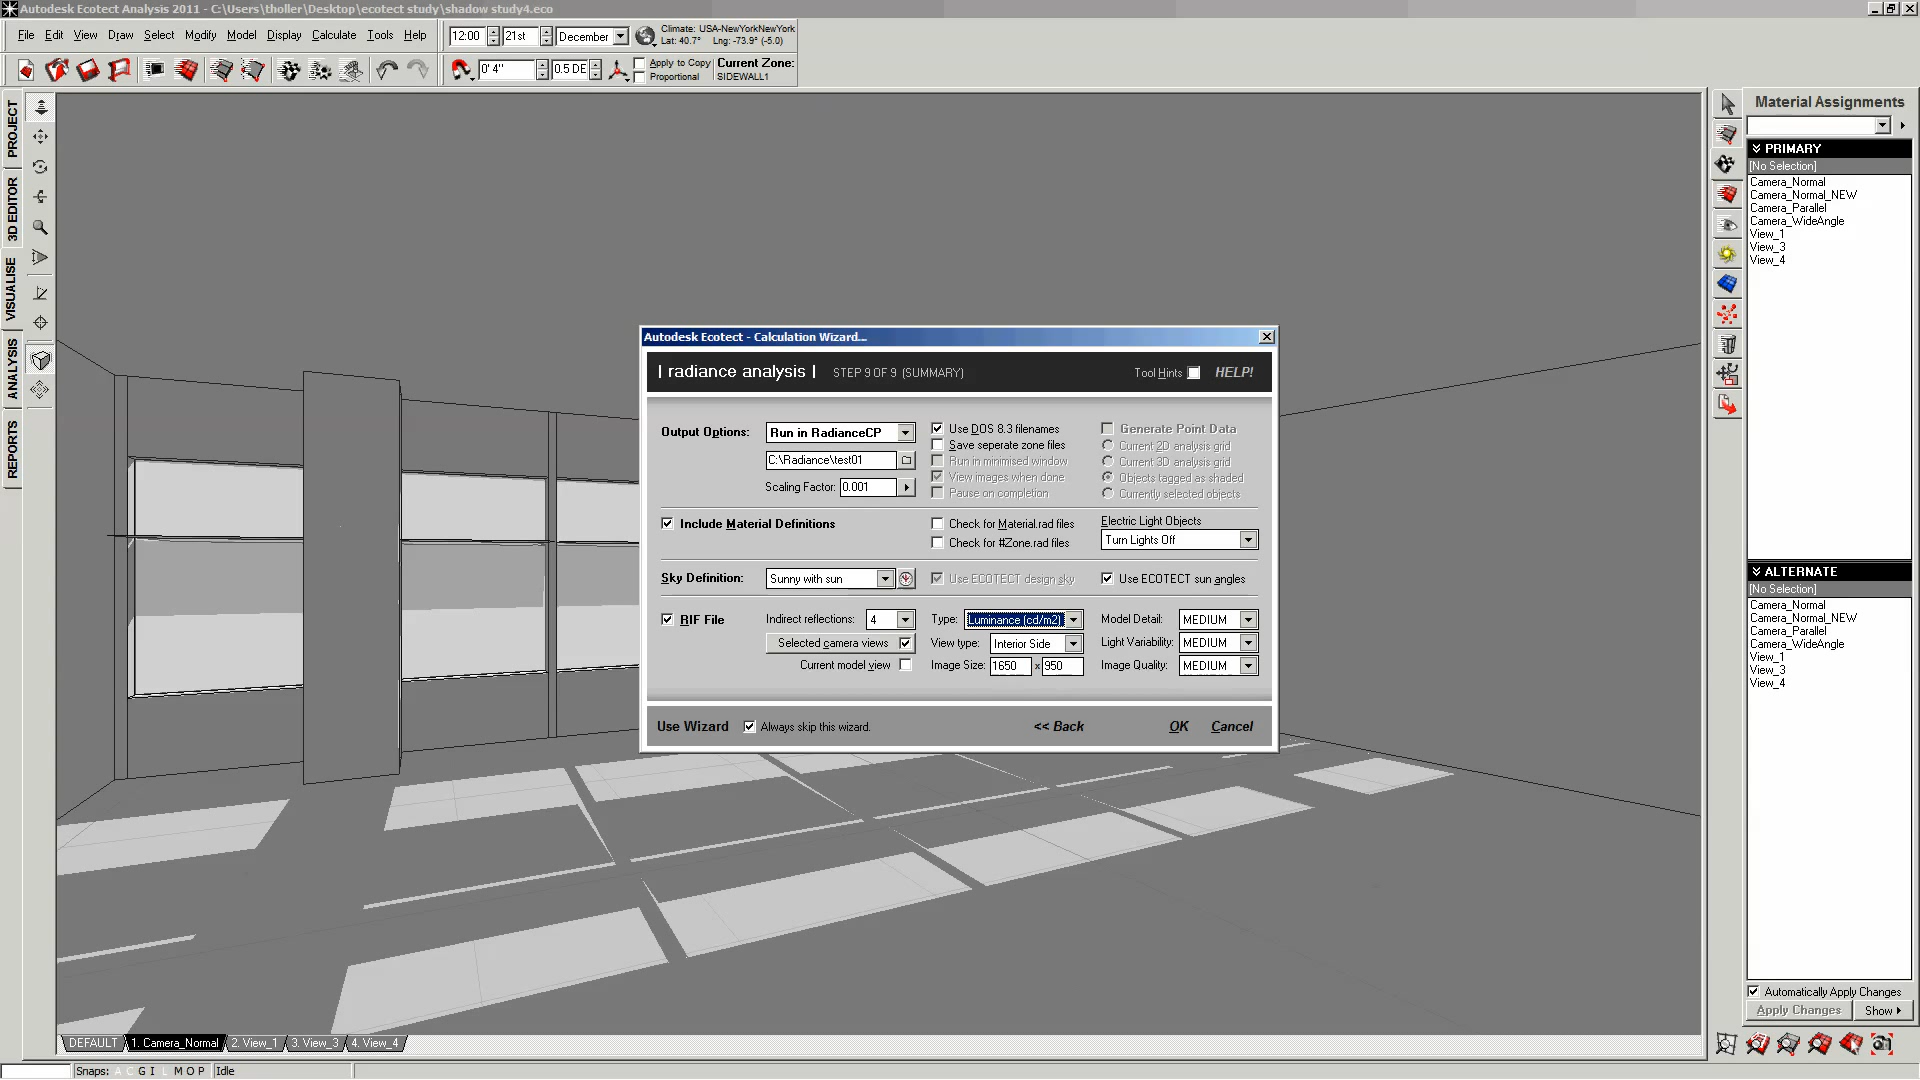 Autodesk Ecotect Analysis 2011 - C:\Users\tholler\Desktop\ecotect study\shadow study4.eco
File Edit View Draw Select Modify Model Display Calculate Tools Help
12:00 21st December
Climate: USA-NewYorkNewYork
Lat: 40.7° Lng: -73.9° (-5.0)
0' 4"
0.5 DE
Apply to Copy
Proportional
Current Zone:
SIDEWALL1
PROJECT
3D EDITOR
VISUALISE
ANALYSIS
REPORTS
Autodesk Ecotect - Calculation Wizard...
| radiance analysis | STEP 9 OF 9 (SUMMARY) Tool Hints HELP!
Output Options: Run in RadianceCP
C:\Radiance\test01
Scaling Factor: 0.001
Use DOS 8.3 filenames
Save seperate zone files
Run in minimised window
View images when done
Pause on completion
Generate Point Data
Current 2D analysis grid
Current 3D analysis grid
Objects tagged as shaded
Currently selected objects
Include Material Definitions
Check for Material.rad files
Check for #Zone.rad files
Electric Light Objects
Turn Lights Off
Sky Definition: Sunny with sun
Use ECOTECT design sky
Use ECOTECT sun angles
RIF File
Indirect reflections: 4
Selected camera views
Current model view
Type: Luminance (cd/m2)
View type: Interior Side
Image Size: 1650 x 950
Model Detail: MEDIUM
Light Variability: MEDIUM
Image Quality: MEDIUM
Use Wizard Always skip this wizard. << Back OK Cancel
Material Assignments
PRIMARY
[No Selection]
Camera_Normal
Camera_Normal_NEW
Camera_Parallel
Camera_WideAngle
View_1
View_3
View_4
ALTERNATE
[No Selection]
Camera_Normal
Camera_Normal_NEW
Camera_Parallel
Camera_WideAngle
View_1
View_3
View_4
Automatically Apply Changes
Apply Changes Show
DEFAULT 1. Camera_Normal 2. View_1 3. View_3 4. View_4
Snaps: A C G I L M O P Idle